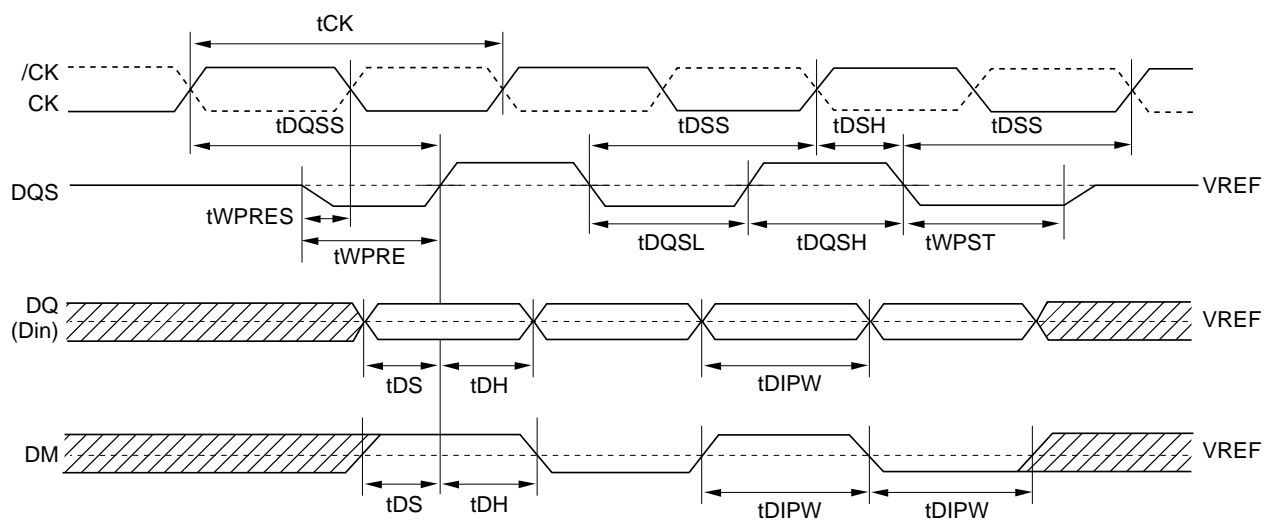 tCK
/CK
CK
tDQSS
tDSS
tDSH
tDSS
DQS
VREF
tWPRES
tDQSL
tDQSH
tWPST
tWPRE
DQ
(Din)
VREF
tDS
tDH
tDIPW
DM
VREF
tDS
tDH
tDIPW
tDIPW